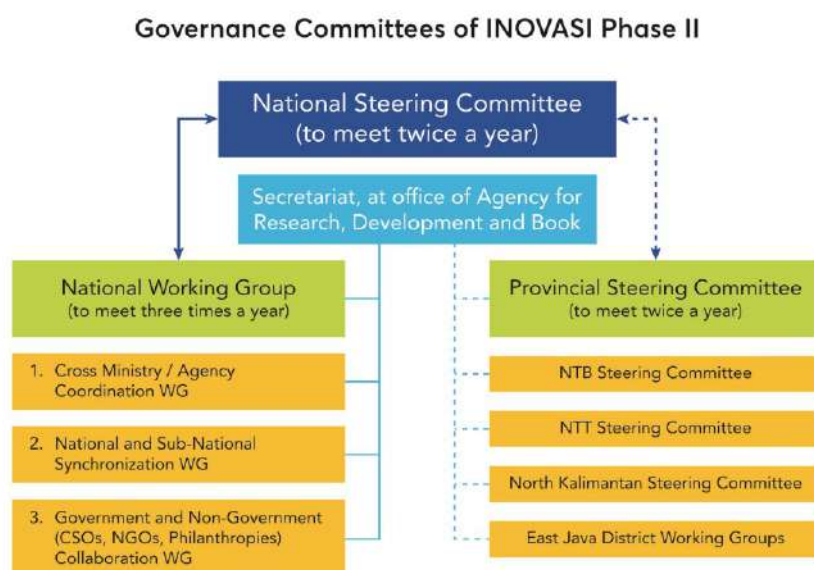 Governance Committees of INOVASI Phase II
National Steering Committee
(to meet twice a year)
Secretariat, at office of Agency for
Research, Development and Book
National Working Group
(to meet three times a year)
1. Cross Ministry / Agency
Coordination WG
2. National and Sub-National
Synchronization WG
3. Government and Non-Government
(CSOs, NGOs, Philanthropies)
Collaboration WG
Provincial Steering Committee
(to meet twice a year)
NTB Steering Committee
NTT Steering Committee
North Kalimantan Steering Committee
East Java District Working Groups